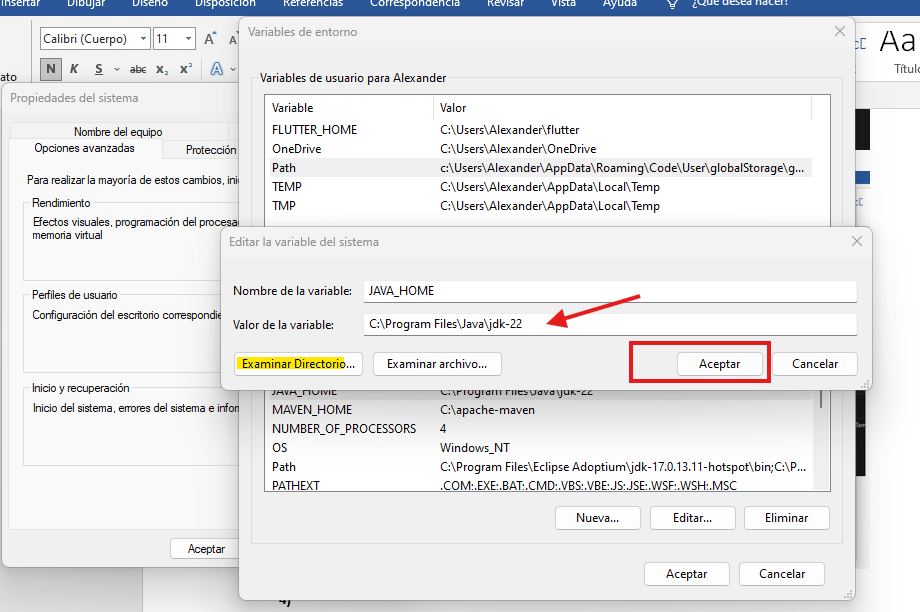 Insertar Dibujar Diseño Disposición Referencias Correspondencia Revisar Vista Ayuda ¿Qué desea hacer?
Calibri (Cuerpo) 11 A A
N K S abc x₂ x² A
Título
Variables de entorno
Variables de usuario para Alexander
Variable Valor
FLUTTER_HOME C:\Users\Alexander\flutter
OneDrive C:\Users\Alexander\OneDrive
Path c:\Users\Alexander\AppData\Roaming\Code\User\globalStorage\g...
TEMP C:\Users\Alexander\AppData\Local\Temp
TMP C:\Users\Alexander\AppData\Local\Temp
Propiedades del sistema
Nombre del equipo
Opciones avanzadas Protección
Para realizar la mayoría de estos cambios, inic
Rendimiento
Efectos visuales, programación del procesa
memoria virtual
Perfiles de usuario
Configuración del escritorio correspondie
Inicio y recuperación
Inicio del sistema, errores del sistema e infor
Aceptar
Editar la variable del sistema
Nombre de la variable: JAVA_HOME
Valor de la variable: C:\Program Files\Java\jdk-22
Examinar Directorio... Examinar archivo... Aceptar Cancelar
JAVA_HOME C:\Program Files\Java\jdk-22
MAVEN_HOME C:\apache-maven
NUMBER_OF_PROCESSORS 4
OS Windows_NT
Path C:\Program Files\Eclipse Adoptium\jdk-17.0.13.11-hotspot\bin;C:\P...
PATHEXT .COM;.EXE;.BAT;.CMD;.VBS;.VBE;.JS;.JSE;.WSF;.WSH;.MSC
Nueva... Editar... Eliminar
Aceptar Cancelar
4)